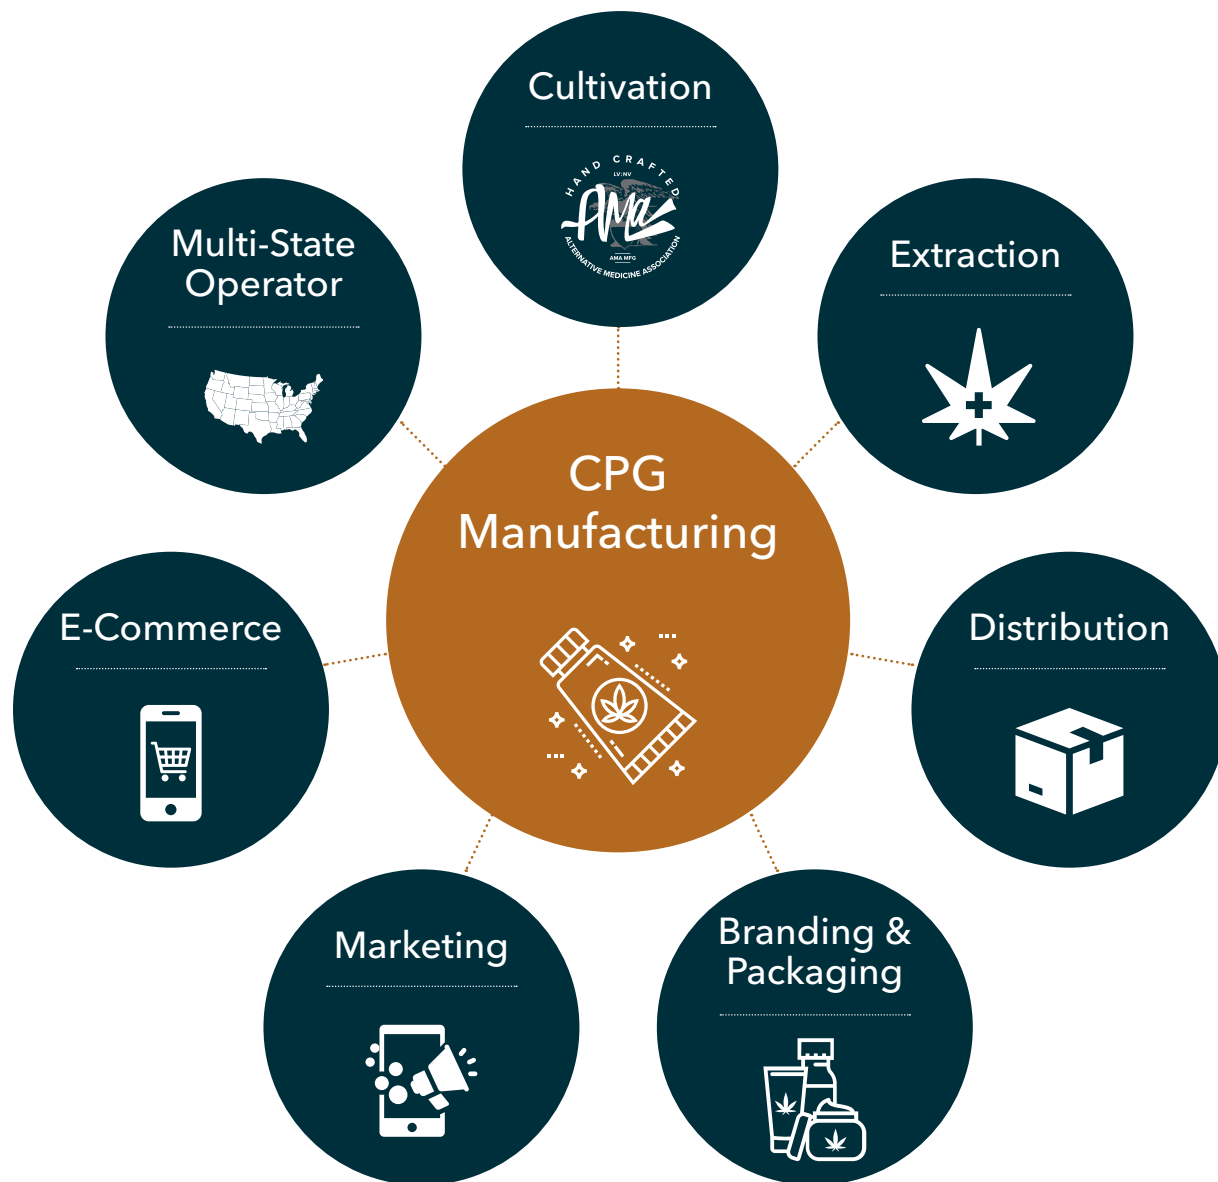 Cultivation
HAND CRAFTED
LV:NV
AMA
AMA MFG
ALTERNATIVE MEDICINE ASSOCIATION
Multi-State
Operator
Extraction
CPG
Manufacturing
E-Commerce
Distribution
Marketing
Branding &
Packaging